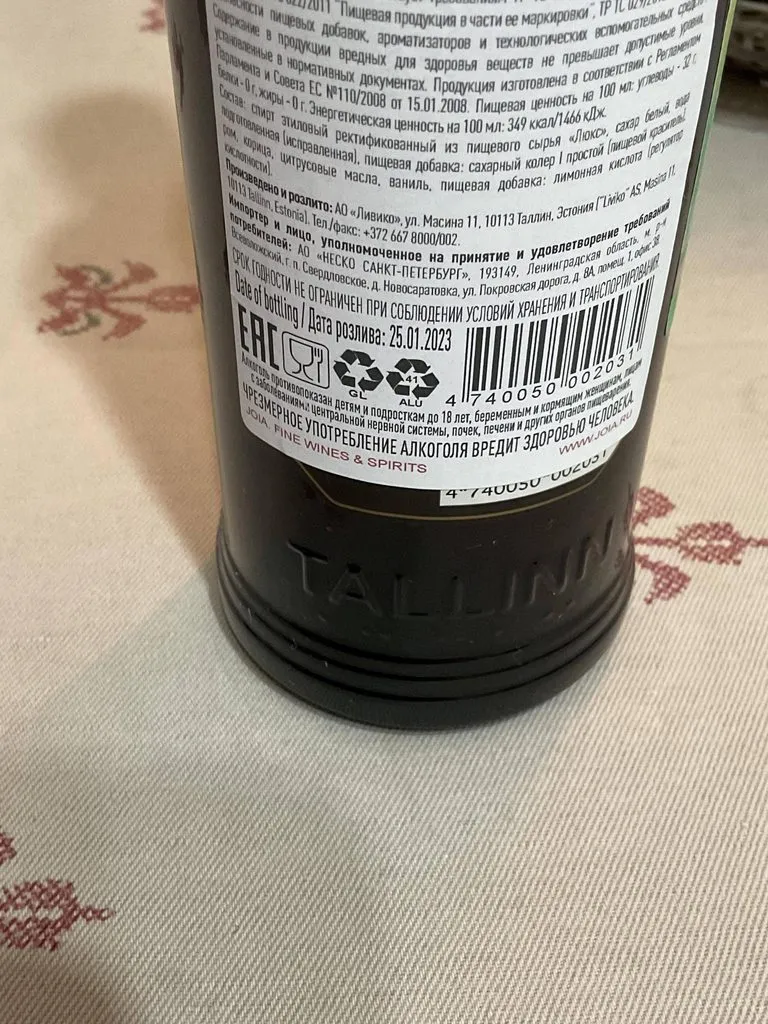 022/2011 "Пищевая продукция в части ее маркировки", ТР ТС 029/2012
пищевых добавок, ароматизаторов и технологических вспомогательных средств
Содержание в продукции вредных для здоровья веществ не превышает допустимые уровни,
установленные в нормативных документах. Продукция изготовлена в соответствии с Регламентом
Парламента и Совета ЕС №110/2008 от 15.01.2008. Пищевая ценность на 100 мл: углеводы - 32 г,
белки - 0 г, жиры - 0 г. Энергетическая ценность на 100 мл: 349 ккал/1466 кДж.
Состав: спирт этиловый ректификованный из пищевого сырья «Люкс», сахар белый, вода
подготовленная (исправленная), пищевая добавка: сахарный колер I простой (пищевой краситель),
ром, корица, цитрусовые масла, ваниль, пищевая добавка: лимонная кислота (регулятор
кислотности).
Произведено и розлито: АО «Ливико», ул. Масина 11, 10113 Таллин, Эстония ("Liviko" AS, Masina 11,
10113 Tallinn, Estonia). Тел./факс: +372 667 8000/002.
Импортер и лицо, уполномоченное на принятие и удовлетворение требований
потребителей: АО «НЕСКО САНКТ-ПЕТЕРБУРГ», 193149, Ленинградская область, м. р-н
Всеволожский, г. п. Свердловское, д. Новосаратовка, ул. Покровская дорога, д. 8А, помещ. 1, офис 38.
СРОК ГОДНОСТИ НЕ ОГРАНИЧЕН ПРИ СОБЛЮДЕНИИ УСЛОВИЙ ХРАНЕНИЯ И ТРАНСПОРТИРОВАНИЯ.
Date of bottling / Дата розлива: 25.01.2023
EAC
GL
41
ALU
4 740050 002031
Алкоголь противопоказан детям и подросткам до 18 лет, беременным и кормящим женщинам, лицам
с заболеваниями центральной нервной системы, почек, печени и других органов пищеварения.
ЧРЕЗМЕРНОЕ УПОТРЕБЛЕНИЕ АЛКОГОЛЯ ВРЕДИТ ЗДОРОВЬЮ ЧЕЛОВЕКА.
JOIA, FINE WINES & SPIRITS
WWW.JOIA.RU
4 740050 002031
TALLINN